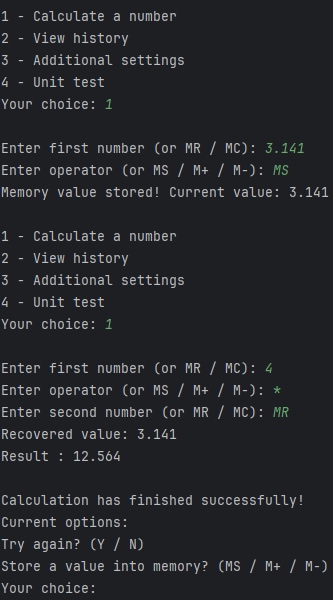 1 - Calculate a number
2 - View history
3 - Additional settings
4 - Unit test
Your choice: 1
Enter first number (or MR / MC): 3.141
Enter operator (or MS / M+ / M-): MS
Memory value stored! Current value: 3.141
1 - Calculate a number
2 - View history
3 - Additional settings
4 - Unit test
Your choice: 1
Enter first number (or MR / MC): 4
Enter operator (or MS / M+ / M-): *
Enter second number (or MR / MC): MR
Recovered value: 3.141
Result : 12.564
Calculation has finished successfully!
Current options:
Try again? (Y / N)
Store a value into memory? (MS / M+ / M-)
Your choice: